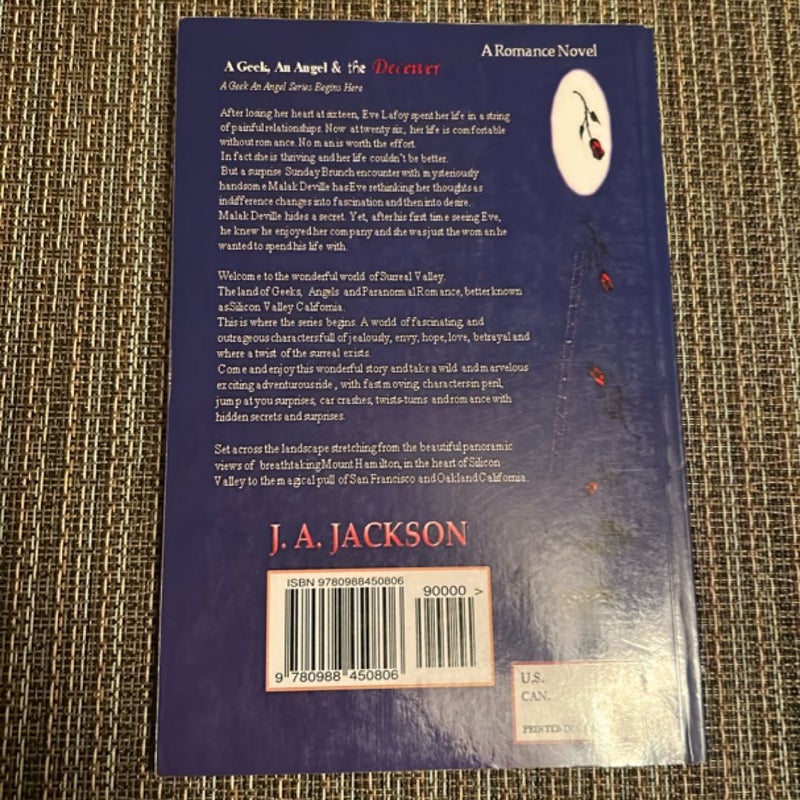 A Romance Novel
A Geek, An Angel & the Deceiver
A Geek An Angel Series Begins Here
After losing her heart at sixteen, Eve Lafoy spent her life in a string
of painful relationships. Now at twenty six, her life is comfortable
without romance. No man is worth the effort.
In fact she is thriving and her life couldn't be better.
But a surprise Sunday Brunch encounter with mysteriously
handsome Malak Deville has Eve rethinking her thoughts as
indifference changes into fascination and then into desire.
Malak Deville hides a secret. Yet, after his first time seeing Eve,
he knew he enjoyed her company and she was just the woman he
wanted to spend his life with.
Welcome to the wonderful world of Surreal Valley.
The land of Geeks, Angels and Paranormal Romance, better known
as Silicon Valley California.
This is where the series begins. A world of fascinating, and
outrageous characters full of jealously, envy, hope, love, betrayal and
where a twist of the surreal exists.
Come and enjoy this wonderful story and take a wild and marvelous
exciting adventurous ride, with fast moving characters in peril,
jump at you surprises, car crashes, twists-turns and romance with
hidden secrets and surprises.
Set across the landscape stretching from the beautiful panoramic
views of breathtaking Mount Hamilton, in the heart of Silicon
Valley to the magical pull of San Francisco and Oakland California.
J. A. JACKSON
ISBN 9780988450806
90000 >
9 780988 450806
U.S.
CAN.
PRINTED IN